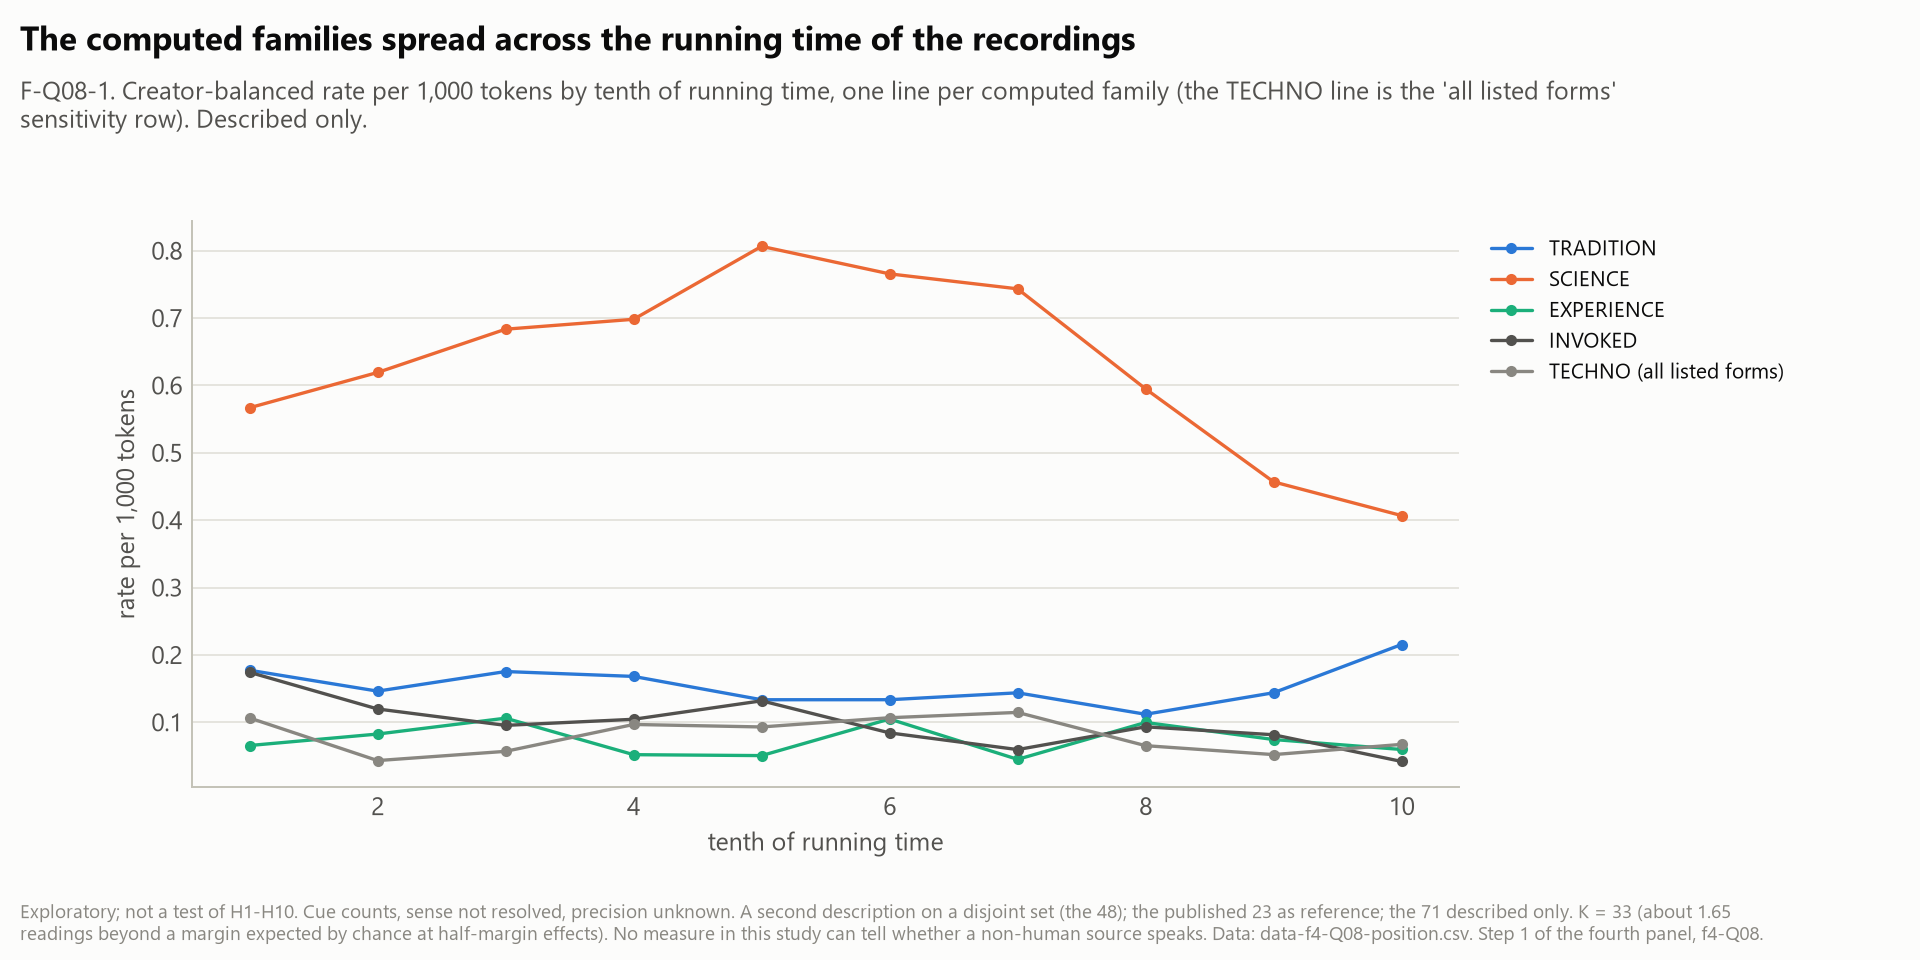 The computed families spread across the running time of the recordings
F-Q08-1. Creator-balanced rate per 1,000 tokens by tenth of running time, one line per computed family (the TECHNO line is the 'all listed forms'
sensitivity row). Described only.
0.8
0.7
0.6
0.5
0.4
0.3
0.2
0.1
rate per 1,000 tokens
2
4
6
8
10
tenth of running time
TRADITION
SCIENCE
EXPERIENCE
INVOKED
TECHNO (all listed forms)
Exploratory; not a test of H1-H10. Cue counts, sense not resolved, precision unknown. A second description on a disjoint set (the 48); the published 23 as reference; the 71 described only. K = 33 (about 1.65
readings beyond a margin expected by chance at half-margin effects). No measure in this study can tell whether a non-human source speaks. Data: data-f4-Q08-position.csv. Step 1 of the fourth panel, f4-Q08.